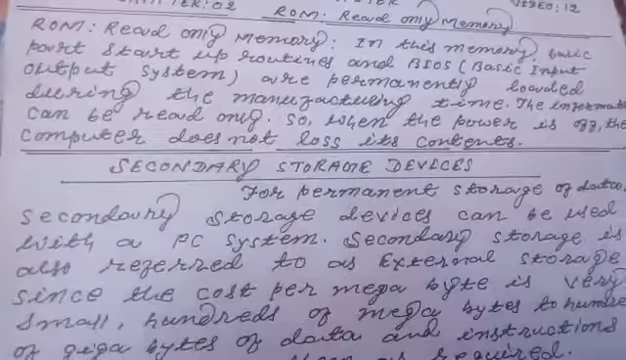 ROM: Read only Memory
ROM: Read only Memory: In this memory, basic
part start up routines and BIOS (Basic Input
Output System) are permanently loaded
during the manufacturing time. The informat
can be read only. So, when the power is off, the
computer does not loss its contents.
SECONDARY STORAGE DEVICES
For permanent storage of data,
Secondary storage devices can be used
with a PC system. Secondary storage is
also referred to as External storage
since the cost per mega byte is very
small, hundreds of mega bytes to
of giga bytes of data and instructions
required.